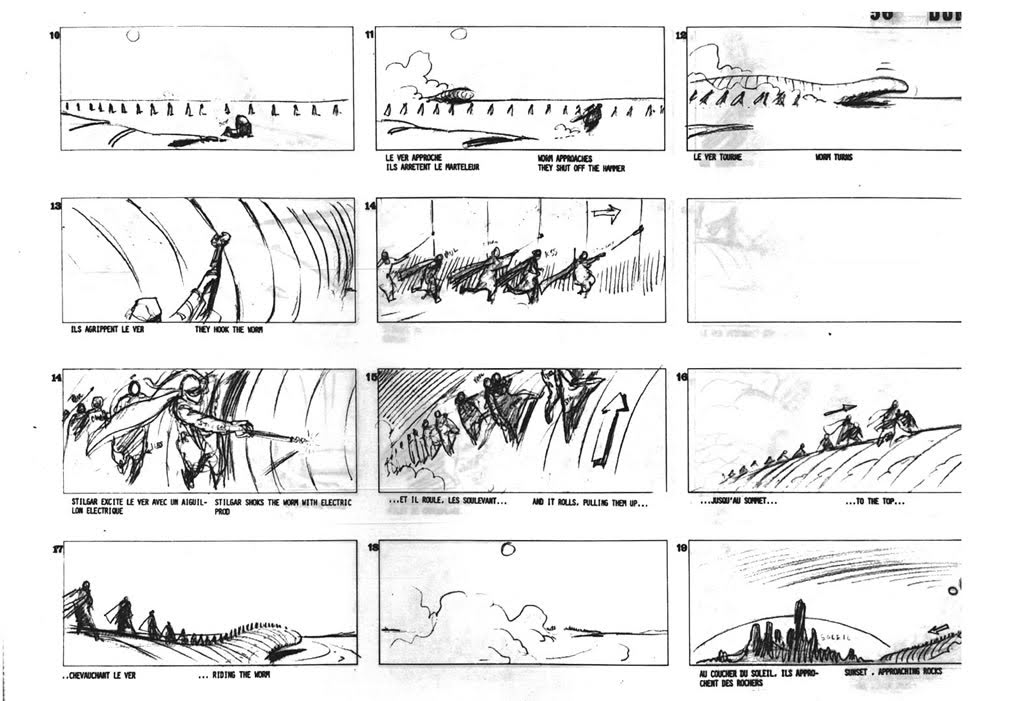 10
11
12
LE VER APPROCHE
ILS ARRETENT LE MARTELEUR
WORM APPROACHES
THEY SHUT OFF THE HAMMER
LE VER TOURNE
WORM TURNS
13
14
ILS AGRIPPENT LE VER
THEY HOOK THE WORM
14
15
16
STILGAR EXCITE LE VER AVEC UN AIGUIL-
LON ELECTRIQUE
STILGAR SHOKS THE WORM WITH ELECTRIC
PROD
...ET IL ROULE, LES SOULEVANT...
AND IT ROLLS, PULLING THEM UP...
...JUSQU'AU SOMMET...
...TO THE TOP...
17
18
19
SOLEIL
..CHEVAUCHANT LE VER
... RIDING THE WORM
AU COUCHER DU SOLEIL, ILS APPRO-
CHENT DES ROCHERS
SUNSET , APPROACHING ROCKS